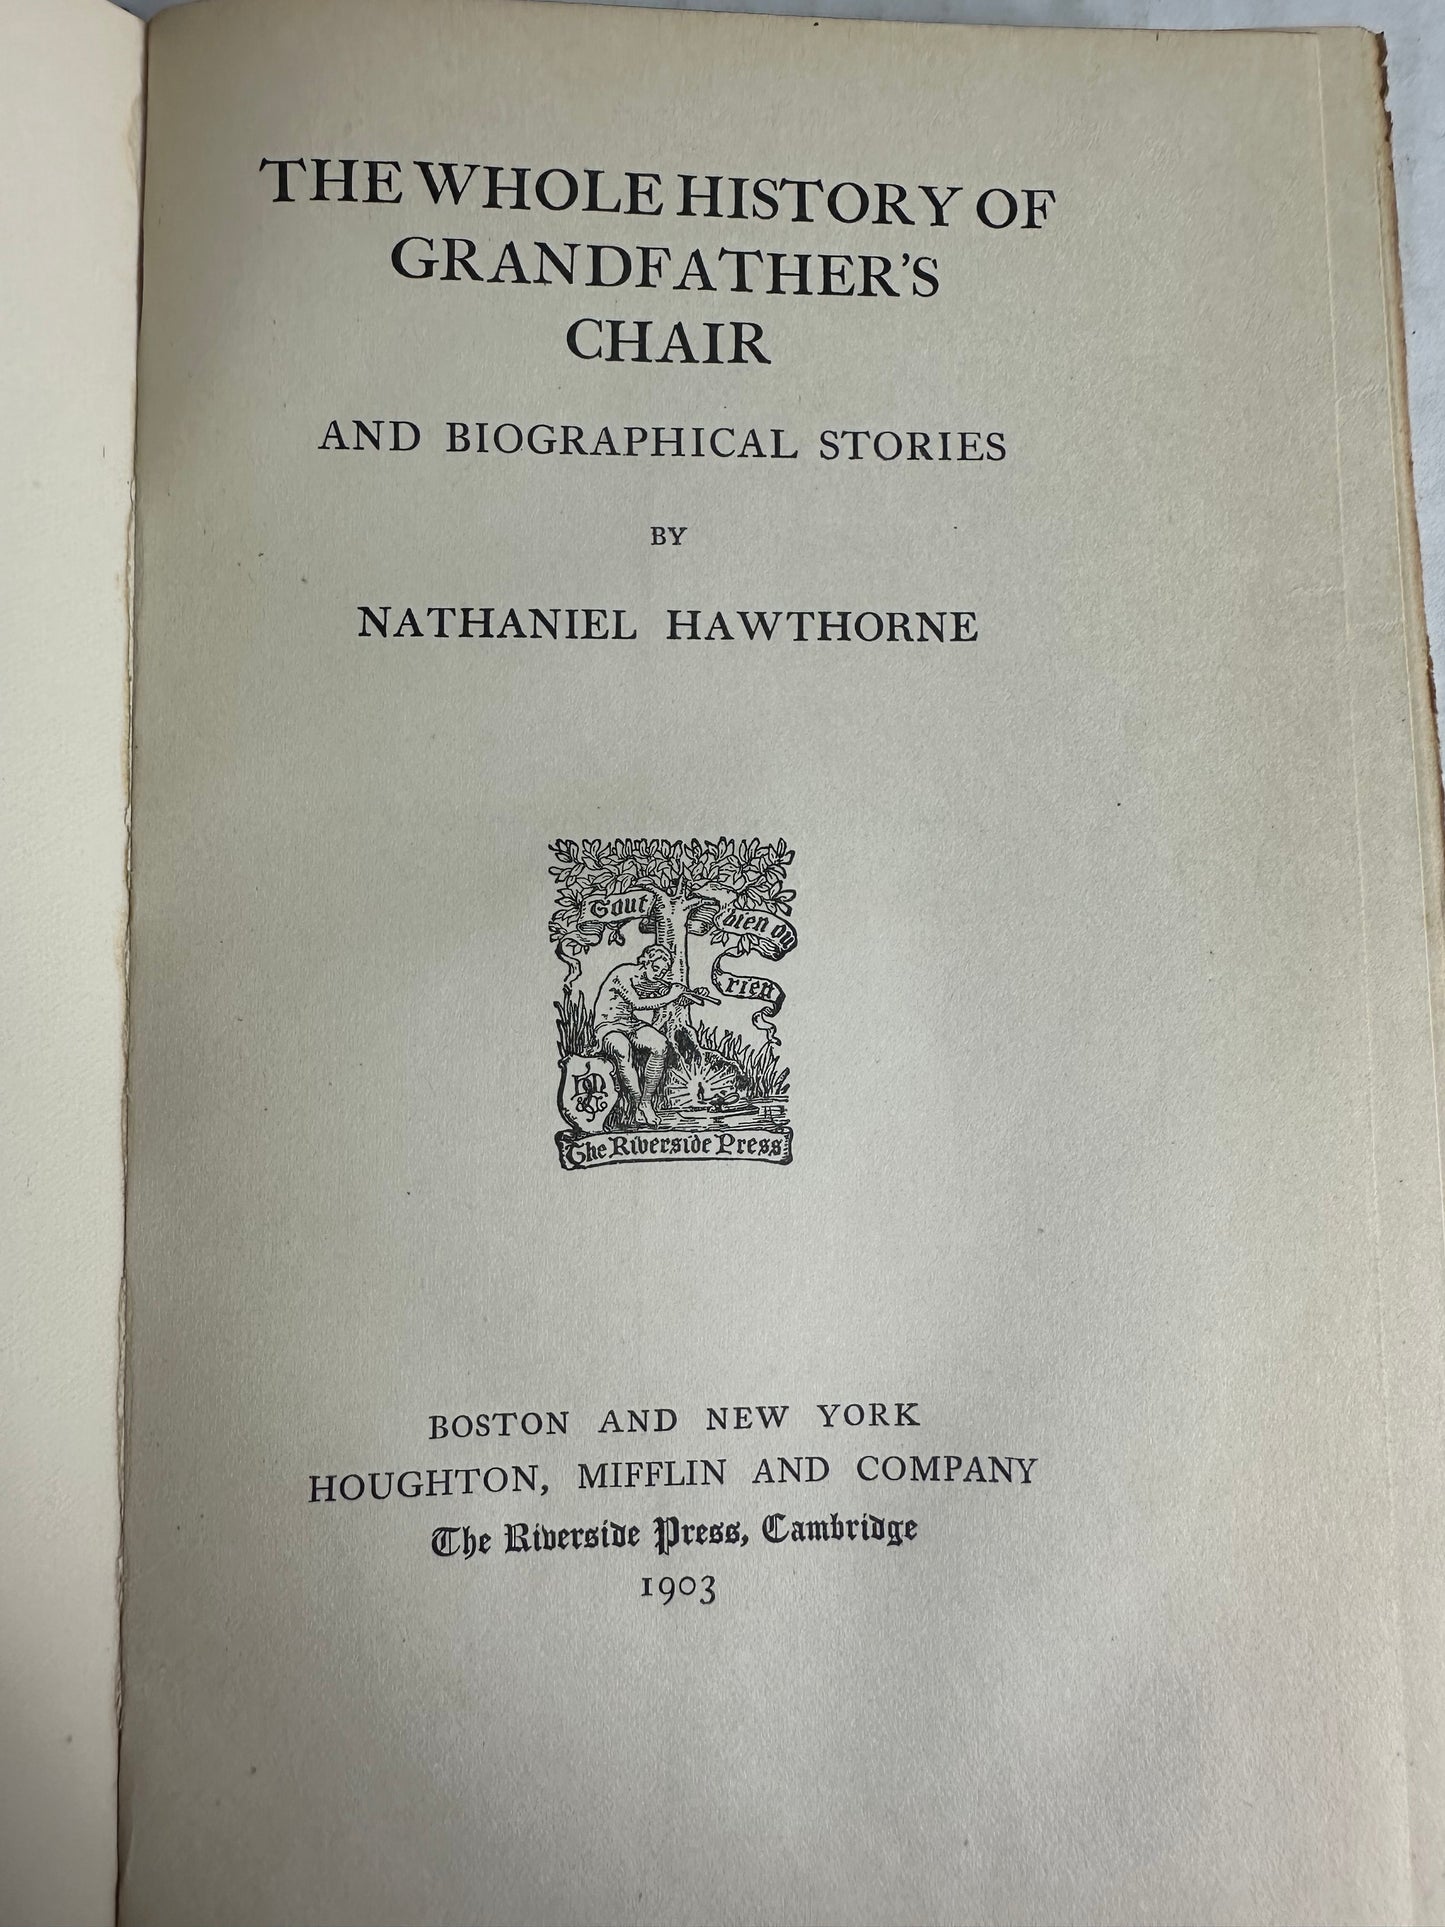 THE WHOLE HISTORY OF
GRANDFATHER'S
CHAIR
AND BIOGRAPHICAL STORIES
BY
NATHANIEL HAWTHORNE
Tout
bien ou
rien
The Riverside Press
BOSTON AND NEW YORK
HOUGHTON, MIFFLIN AND COMPANY
The Riverside Press, Cambridge
1903